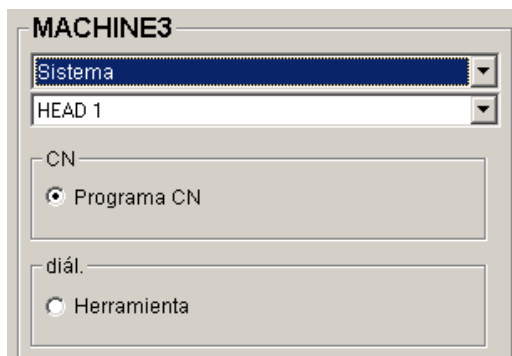 MACHINE3
Sistema
HEAD 1
CN
Programa CN
diál.
Herramienta